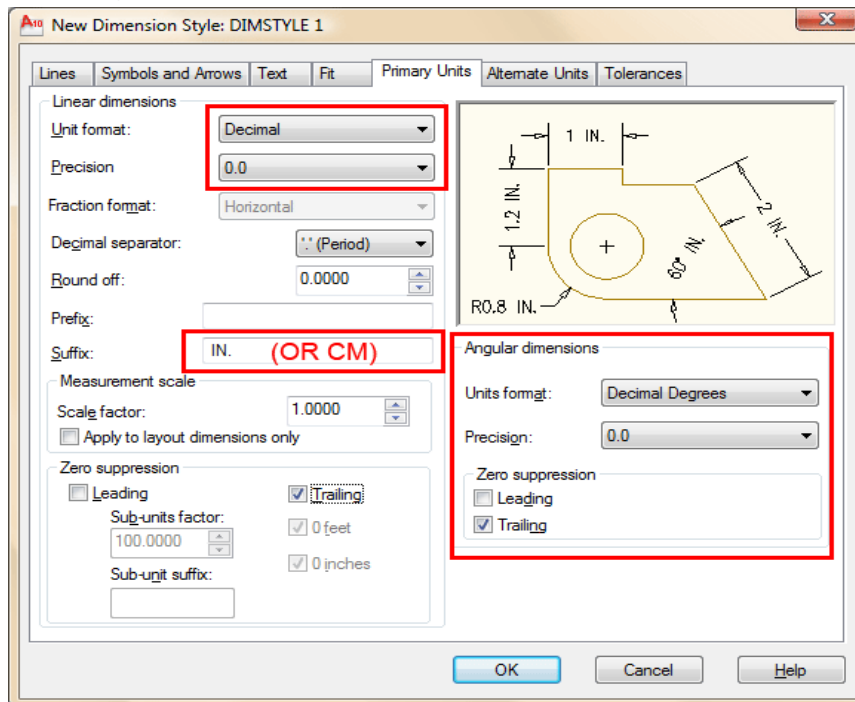 A10 New Dimension Style: DIMSTYLE 1
X
Lines Symbols and Arrows Text Fit Primary Units Alternate Units Tolerances
Linear dimensions
Unit format: Decimal
Precision 0.0
Fraction format: Horizontal
Decimal separator: '.' (Period)
Round off: 0.0000
Prefix:
Suffix: IN. (OR CM)
Measurement scale
Scale factor: 1.0000
Apply to layout dimensions only
Zero suppression
Leading
Trailing
Sub-units factor:
0 feet
100.0000
0 inches
Sub-unit suffix:
1 IN.
1.2 IN.
2 IN.
60° IN.
R0.8 IN.
Angular dimensions
Units format: Decimal Degrees
Precision: 0.0
Zero suppression
Leading
Trailing
OK Cancel Help